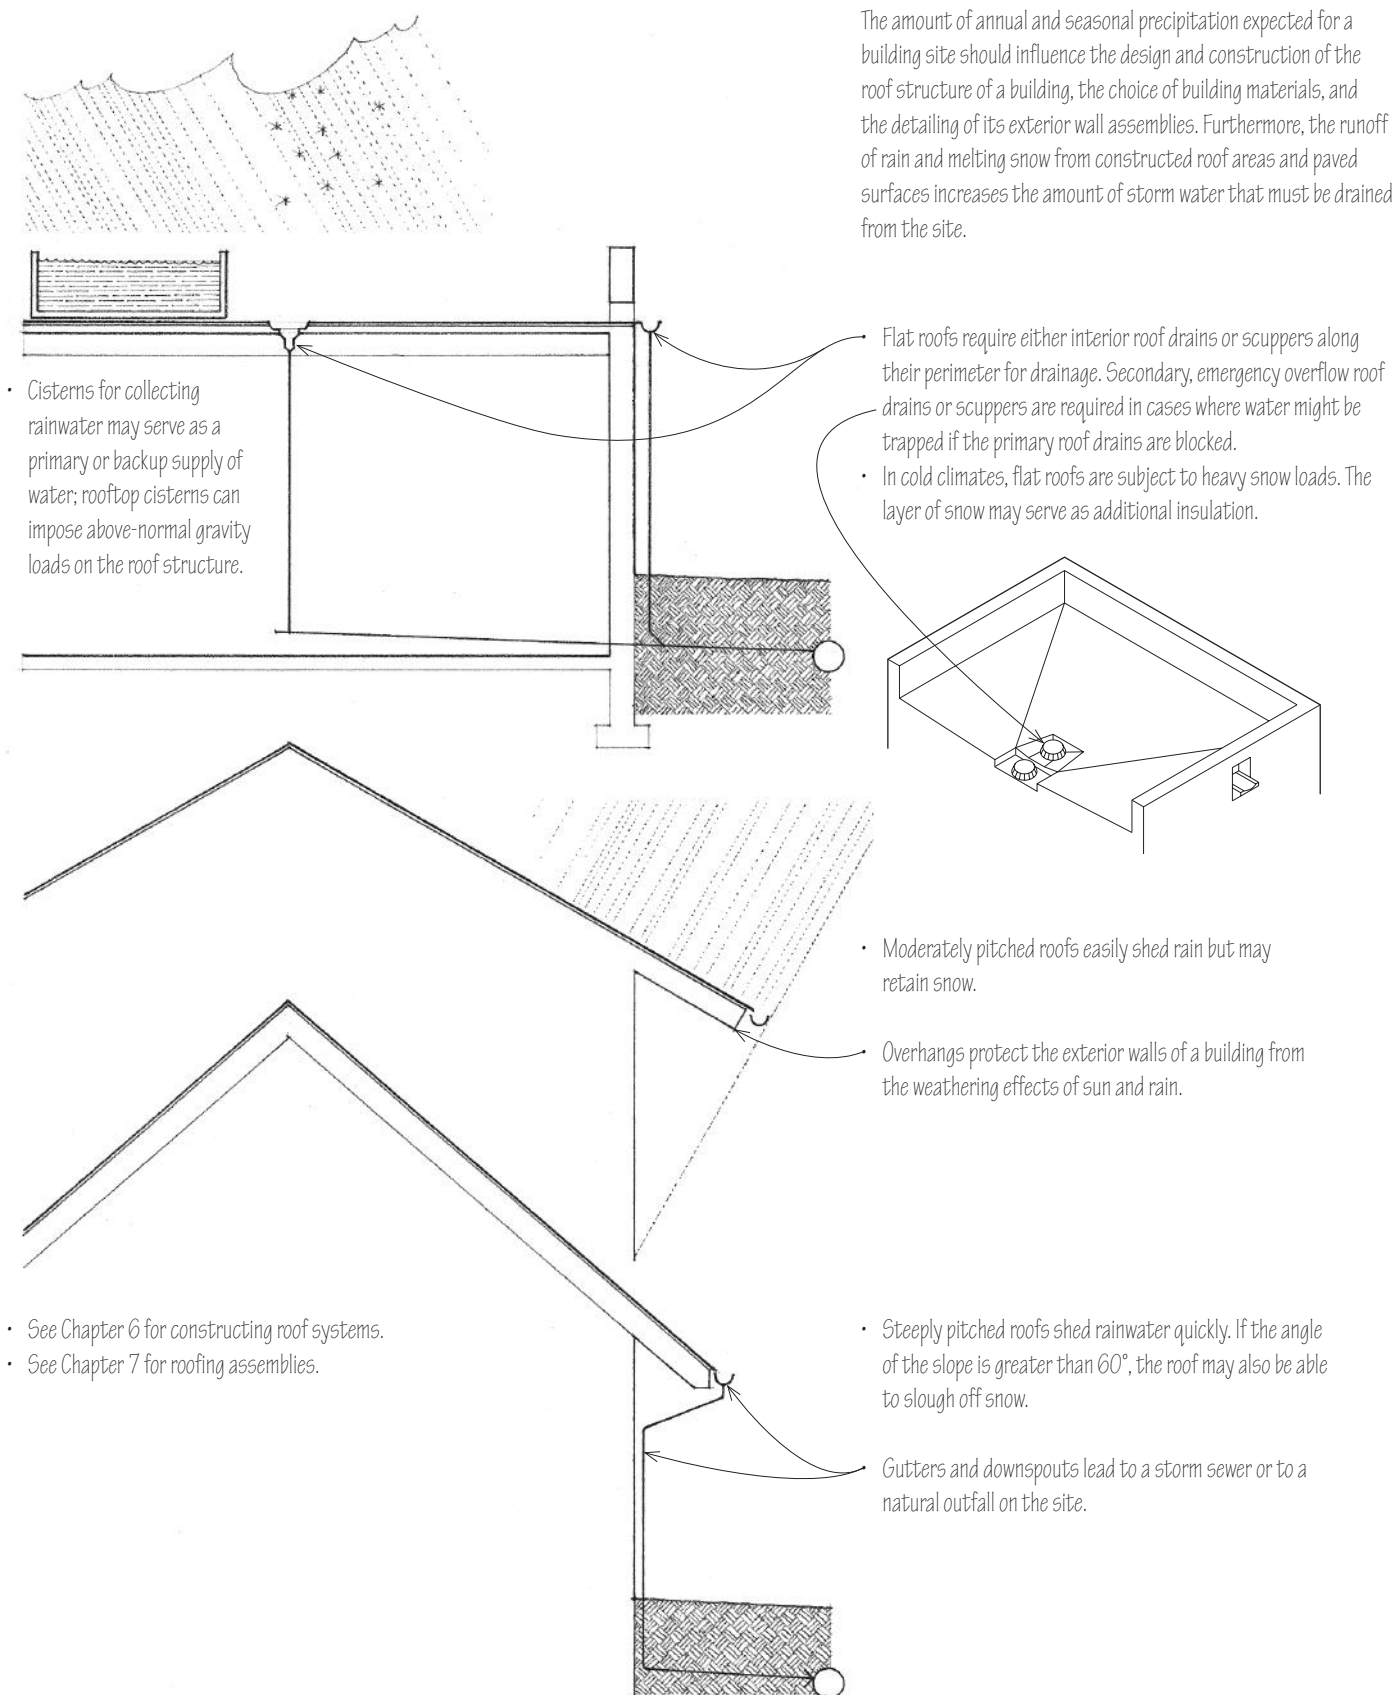 The amount of annual and seasonal precipitation expected for a
building site should influence the design and construction of the
roof structure of a building, the choice of building materials, and
the detailing of its exterior wall assemblies. Furthermore, the runoff
of rain and melting snow from constructed roof areas and paved
surfaces increases the amount of storm water that must be drained
from the site.
• Flat roofs require either interior roof drains or scuppers along
their perimeter for drainage. Secondary, emergency overflow roof
drains or scuppers are required in cases where water might be
trapped if the primary roof drains are blocked.
• In cold climates, flat roofs are subject to heavy snow loads. The
layer of snow may serve as additional insulation.
• Cisterns for collecting
rainwater may serve as a
primary or backup supply of
water; rooftop cisterns can
impose above-normal gravity
loads on the roof structure.
• Moderately pitched roofs easily shed rain but may
retain snow.
• Overhangs protect the exterior walls of a building from
the weathering effects of sun and rain.
• See Chapter 6 for constructing roof systems.
• See Chapter 7 for roofing assemblies.
• Steeply pitched roofs shed rainwater quickly. If the angle
of the slope is greater than 60°, the roof may also be able
to slough off snow.
• Gutters and downspouts lead to a storm sewer or to a
natural outfall on the site.